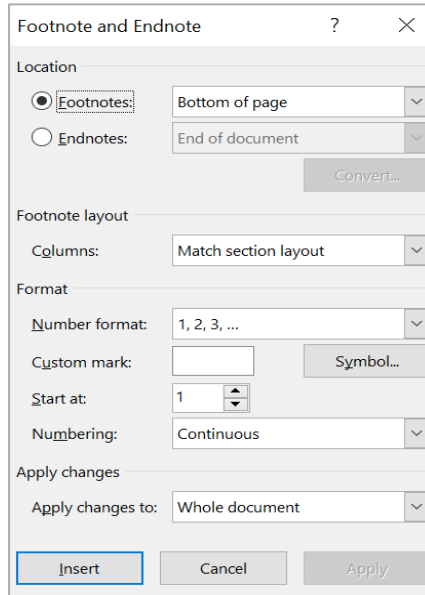 Footnote and Endnote ?
Location
Footnotes: Bottom of page
Endnotes: End of document
Convert...
Footnote layout
Columns: Match section layout
Format
Number format: 1, 2, 3, ...
Custom mark: Symbol...
Start at: 1
Numbering: Continuous
Apply changes
Apply changes to: Whole document
Insert Cancel Apply